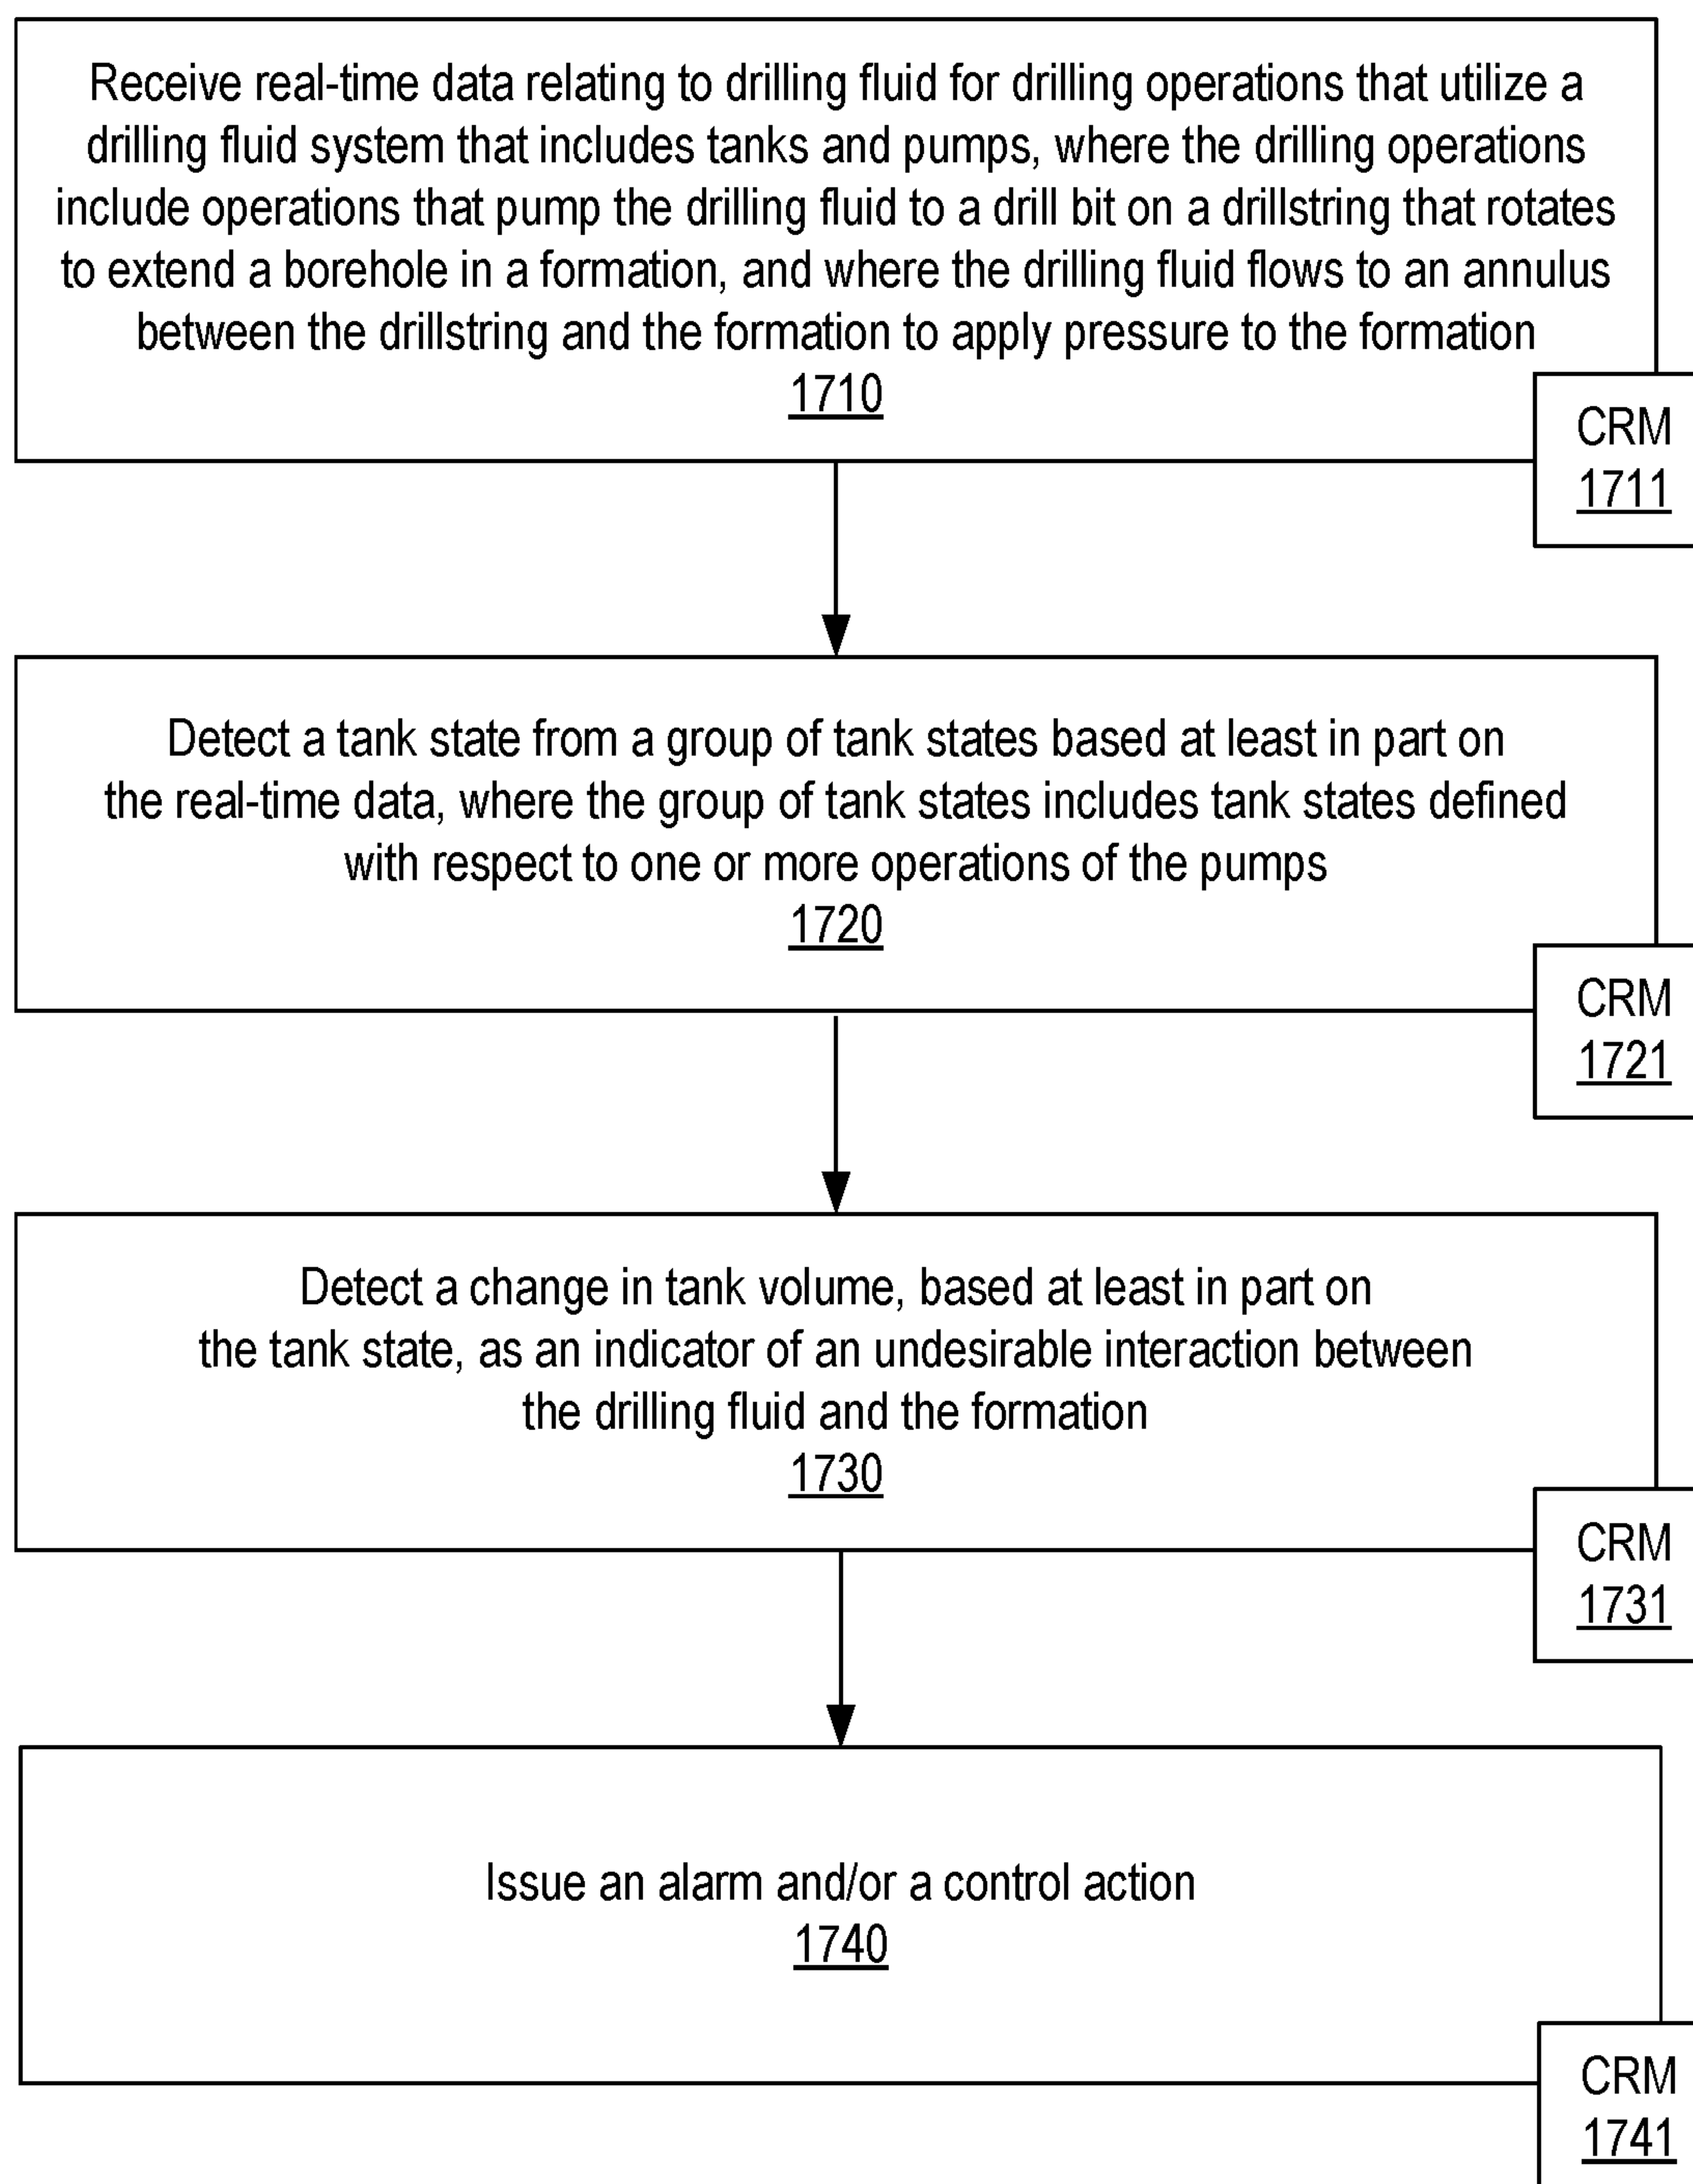 Receive real-time data relating to drilling fluid for drilling operations that utilize a
drilling fluid system that includes tanks and pumps, where the drilling operations
include operations that pump the drilling fluid to a drill bit on a drillstring that rotates
to extend a borehole in a formation, and where the drilling fluid flows to an annulus
between the drillstring and the formation to apply pressure to the formation
1710
CRM
1711
Detect a tank state from a group of tank states based at least in part on
the real-time data, where the group of tank states includes tank states defined
with respect to one or more operations of the pumps
1720
CRM
1721
Detect a change in tank volume, based at least in part on
the tank state, as an indicator of an undesirable interaction between
the drilling fluid and the formation
1730
CRM
1731
Issue an alarm and/or a control action
1740
CRM
1741